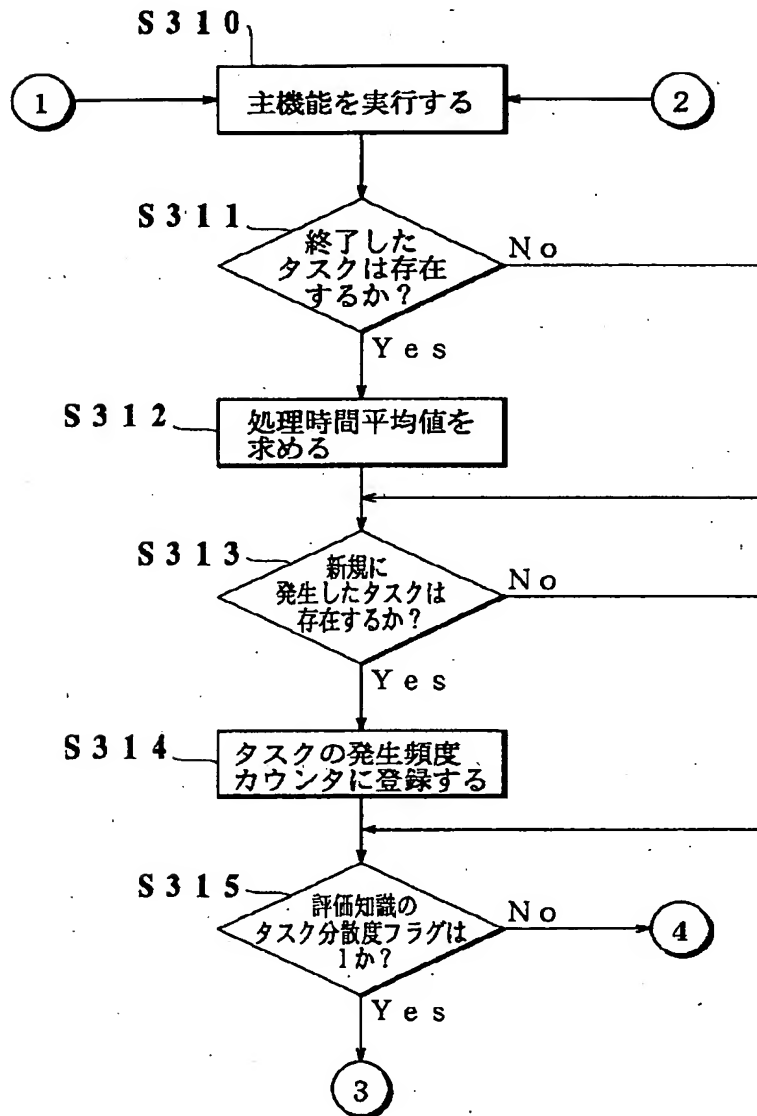 S310
1
主機能を実行する
2
S311
終了した
タスクは存在
するか？
No
Yes
S312
処理時間平均値を
求める
S313
新規に
発生したタスクは
存在するか？
No
Yes
S314
タスクの発生頻度
カウンタに登録する
S315
評価知識の
タスク分散度フラグは
1か？
No
4
Yes
3